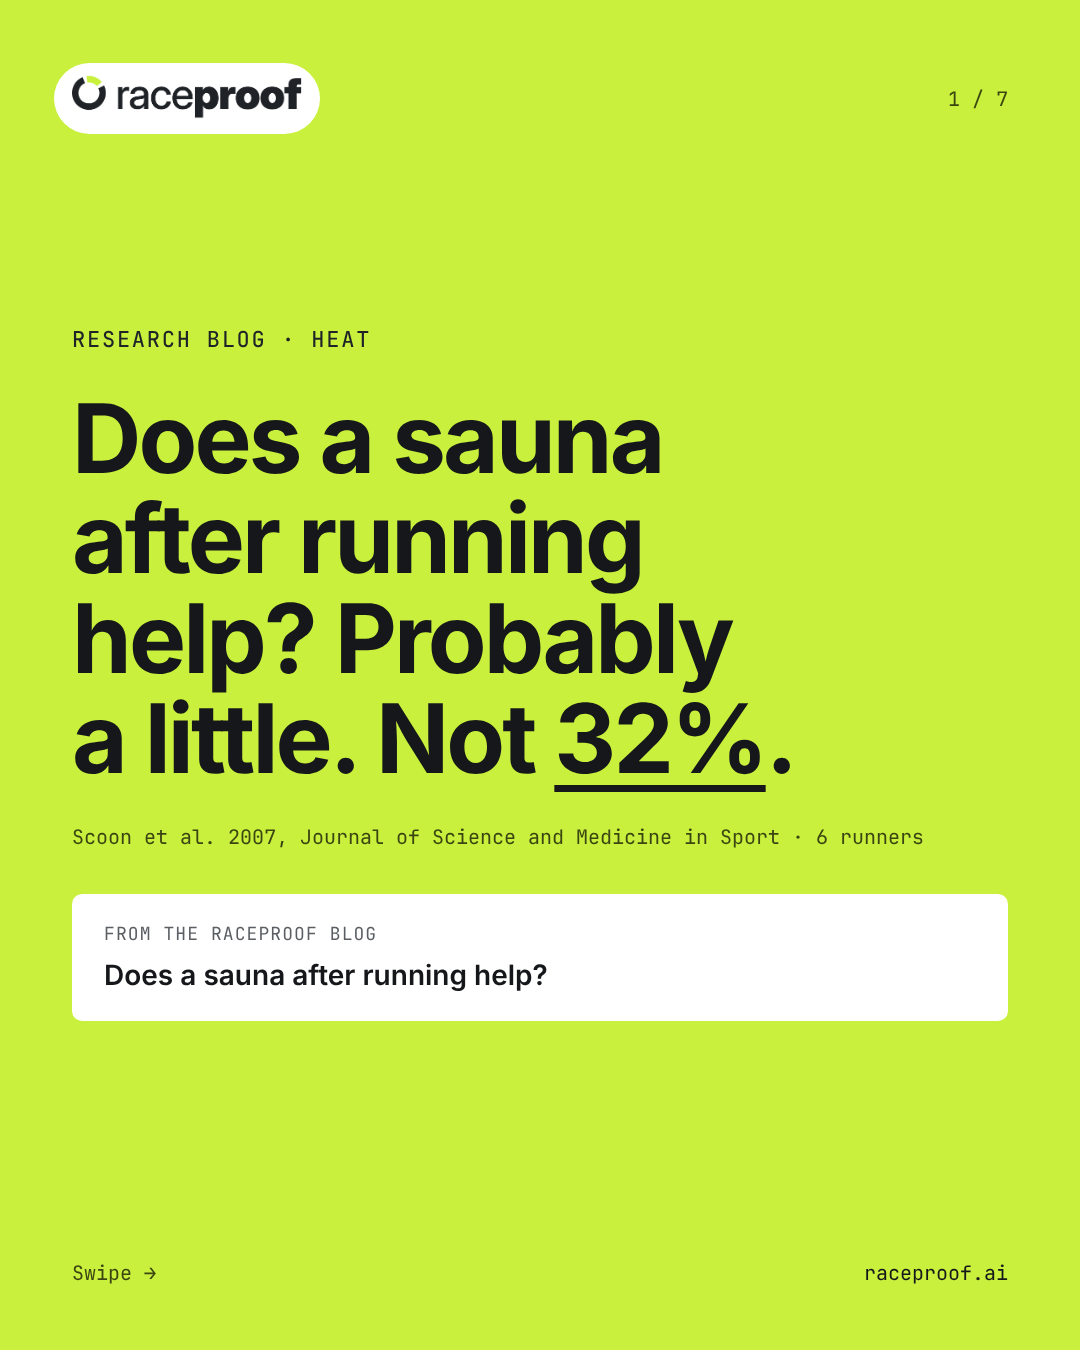 raceproof
1 / 7
RESEARCH BLOG · HEAT
Does a sauna
after running
help? Probably
a little. Not 32%.
Scoon et al. 2007, Journal of Science and Medicine in Sport · 6 runners
FROM THE RACEPROOF BLOG
Does a sauna after running help?
Swipe →
raceproof.ai